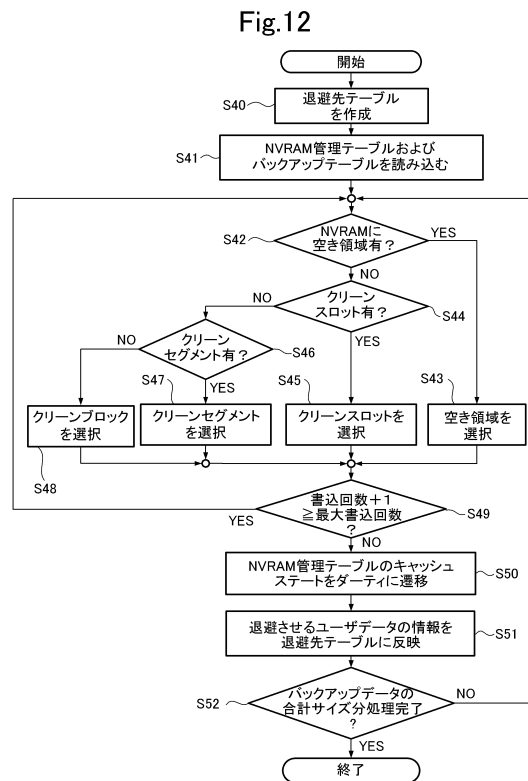 Fig.12
開始
S40
退避先テーブル
を作成
S41
NVRAM管理テーブルおよび
バックアップテーブルを読み込む
S42
NVRAMに
空き領域有?
YES
NO
クリーン
スロット有?
S44
NO
YES
クリーン
セグメント有?
S46
NO
YES
S47
S45
S43
クリーンブロック
を選択
S48
クリーンセグメント
を選択
クリーンスロットを
選択
空き領域を
選択
書込回数+1
≧最大書込回数
?
S49
YES
NO
NVRAM管理テーブルのキャッシュ
ステートをダーティに遷移
S50
退避させるユーザデータの情報を
退避先テーブルに反映
S51
バックアップデータの
合計サイズ分処理完了
?
S52
NO
YES
終了